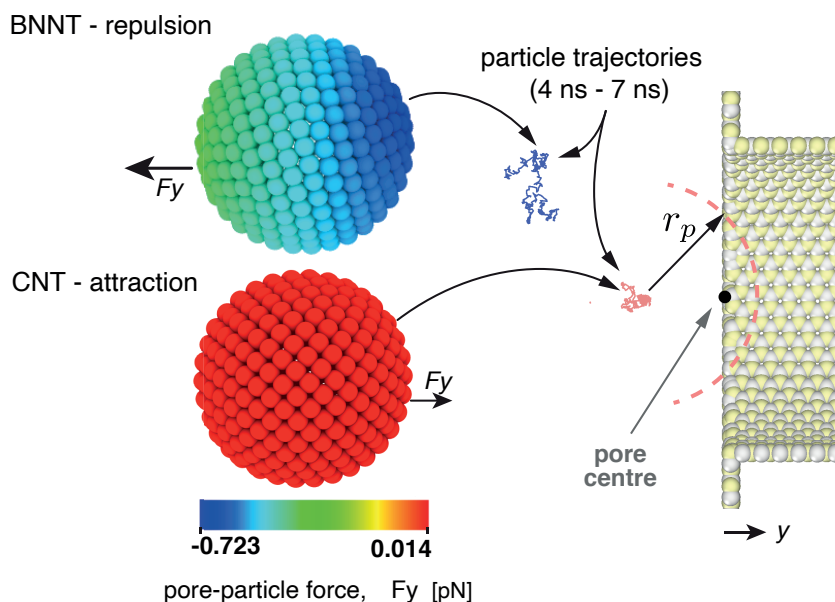 BNNT - repulsion
particle trajectories
(4 ns - 7 ns)
Fy
r_p
CNT - attraction
Fy
pore
centre
-0.723 0.014
y
pore-particle force, Fy [pN]